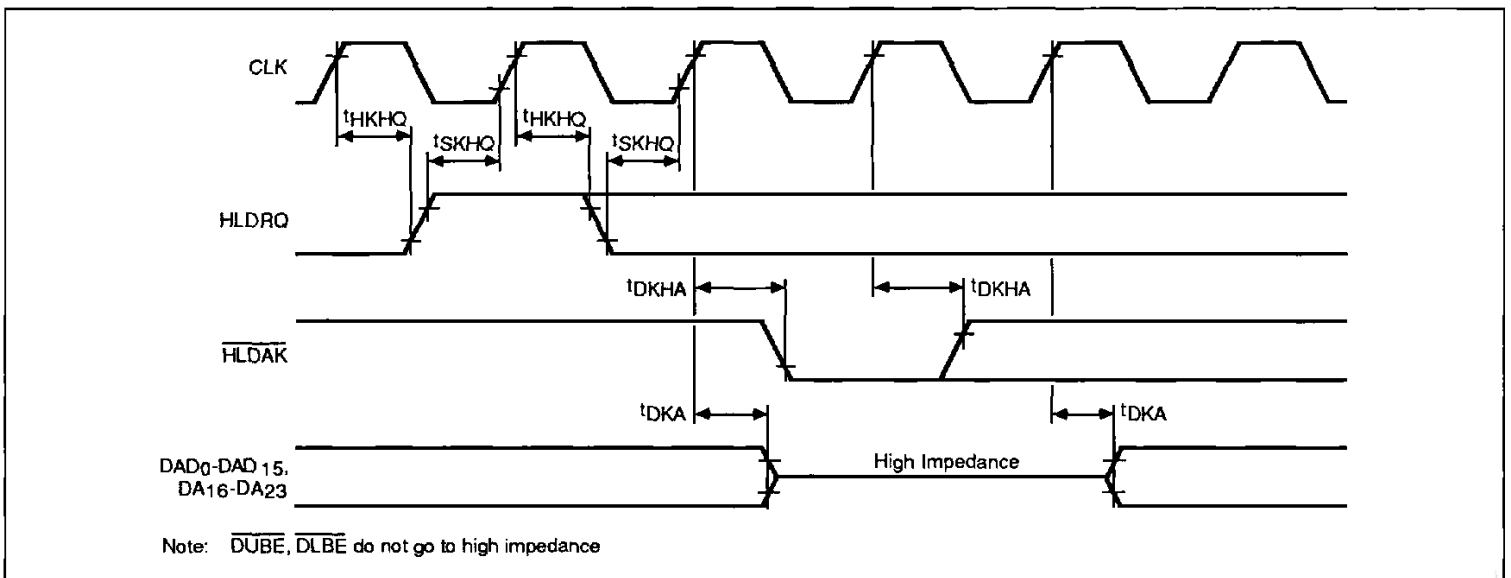 CLK
tHKHQ
tSKHQ
tHKHQ
tSKHQ
HLDRQ
tDKHA
tDKHA
HLDAK
tDKA
tDKA
DAD0-DAD15,
DA16-DA23
High Impedance
Note: DUBE, DLBE do not go to high impedance